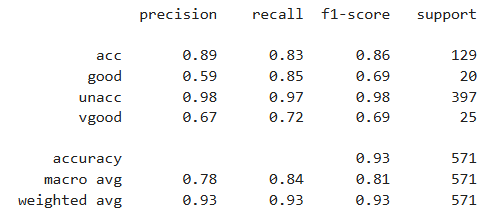 precision recall f1-score support
acc 0.89 0.83 0.86 129
good 0.59 0.85 0.69 20
unacc 0.98 0.97 0.98 397
vgood 0.67 0.72 0.69 25
accuracy 0.93 571
macro avg 0.78 0.84 0.81 571
weighted avg 0.93 0.93 0.93 571